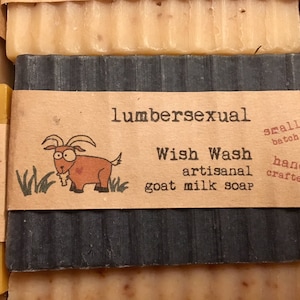 lumbersexual
Wish Wash
artisanal
goat milk soap
small
batch
hand
crafted